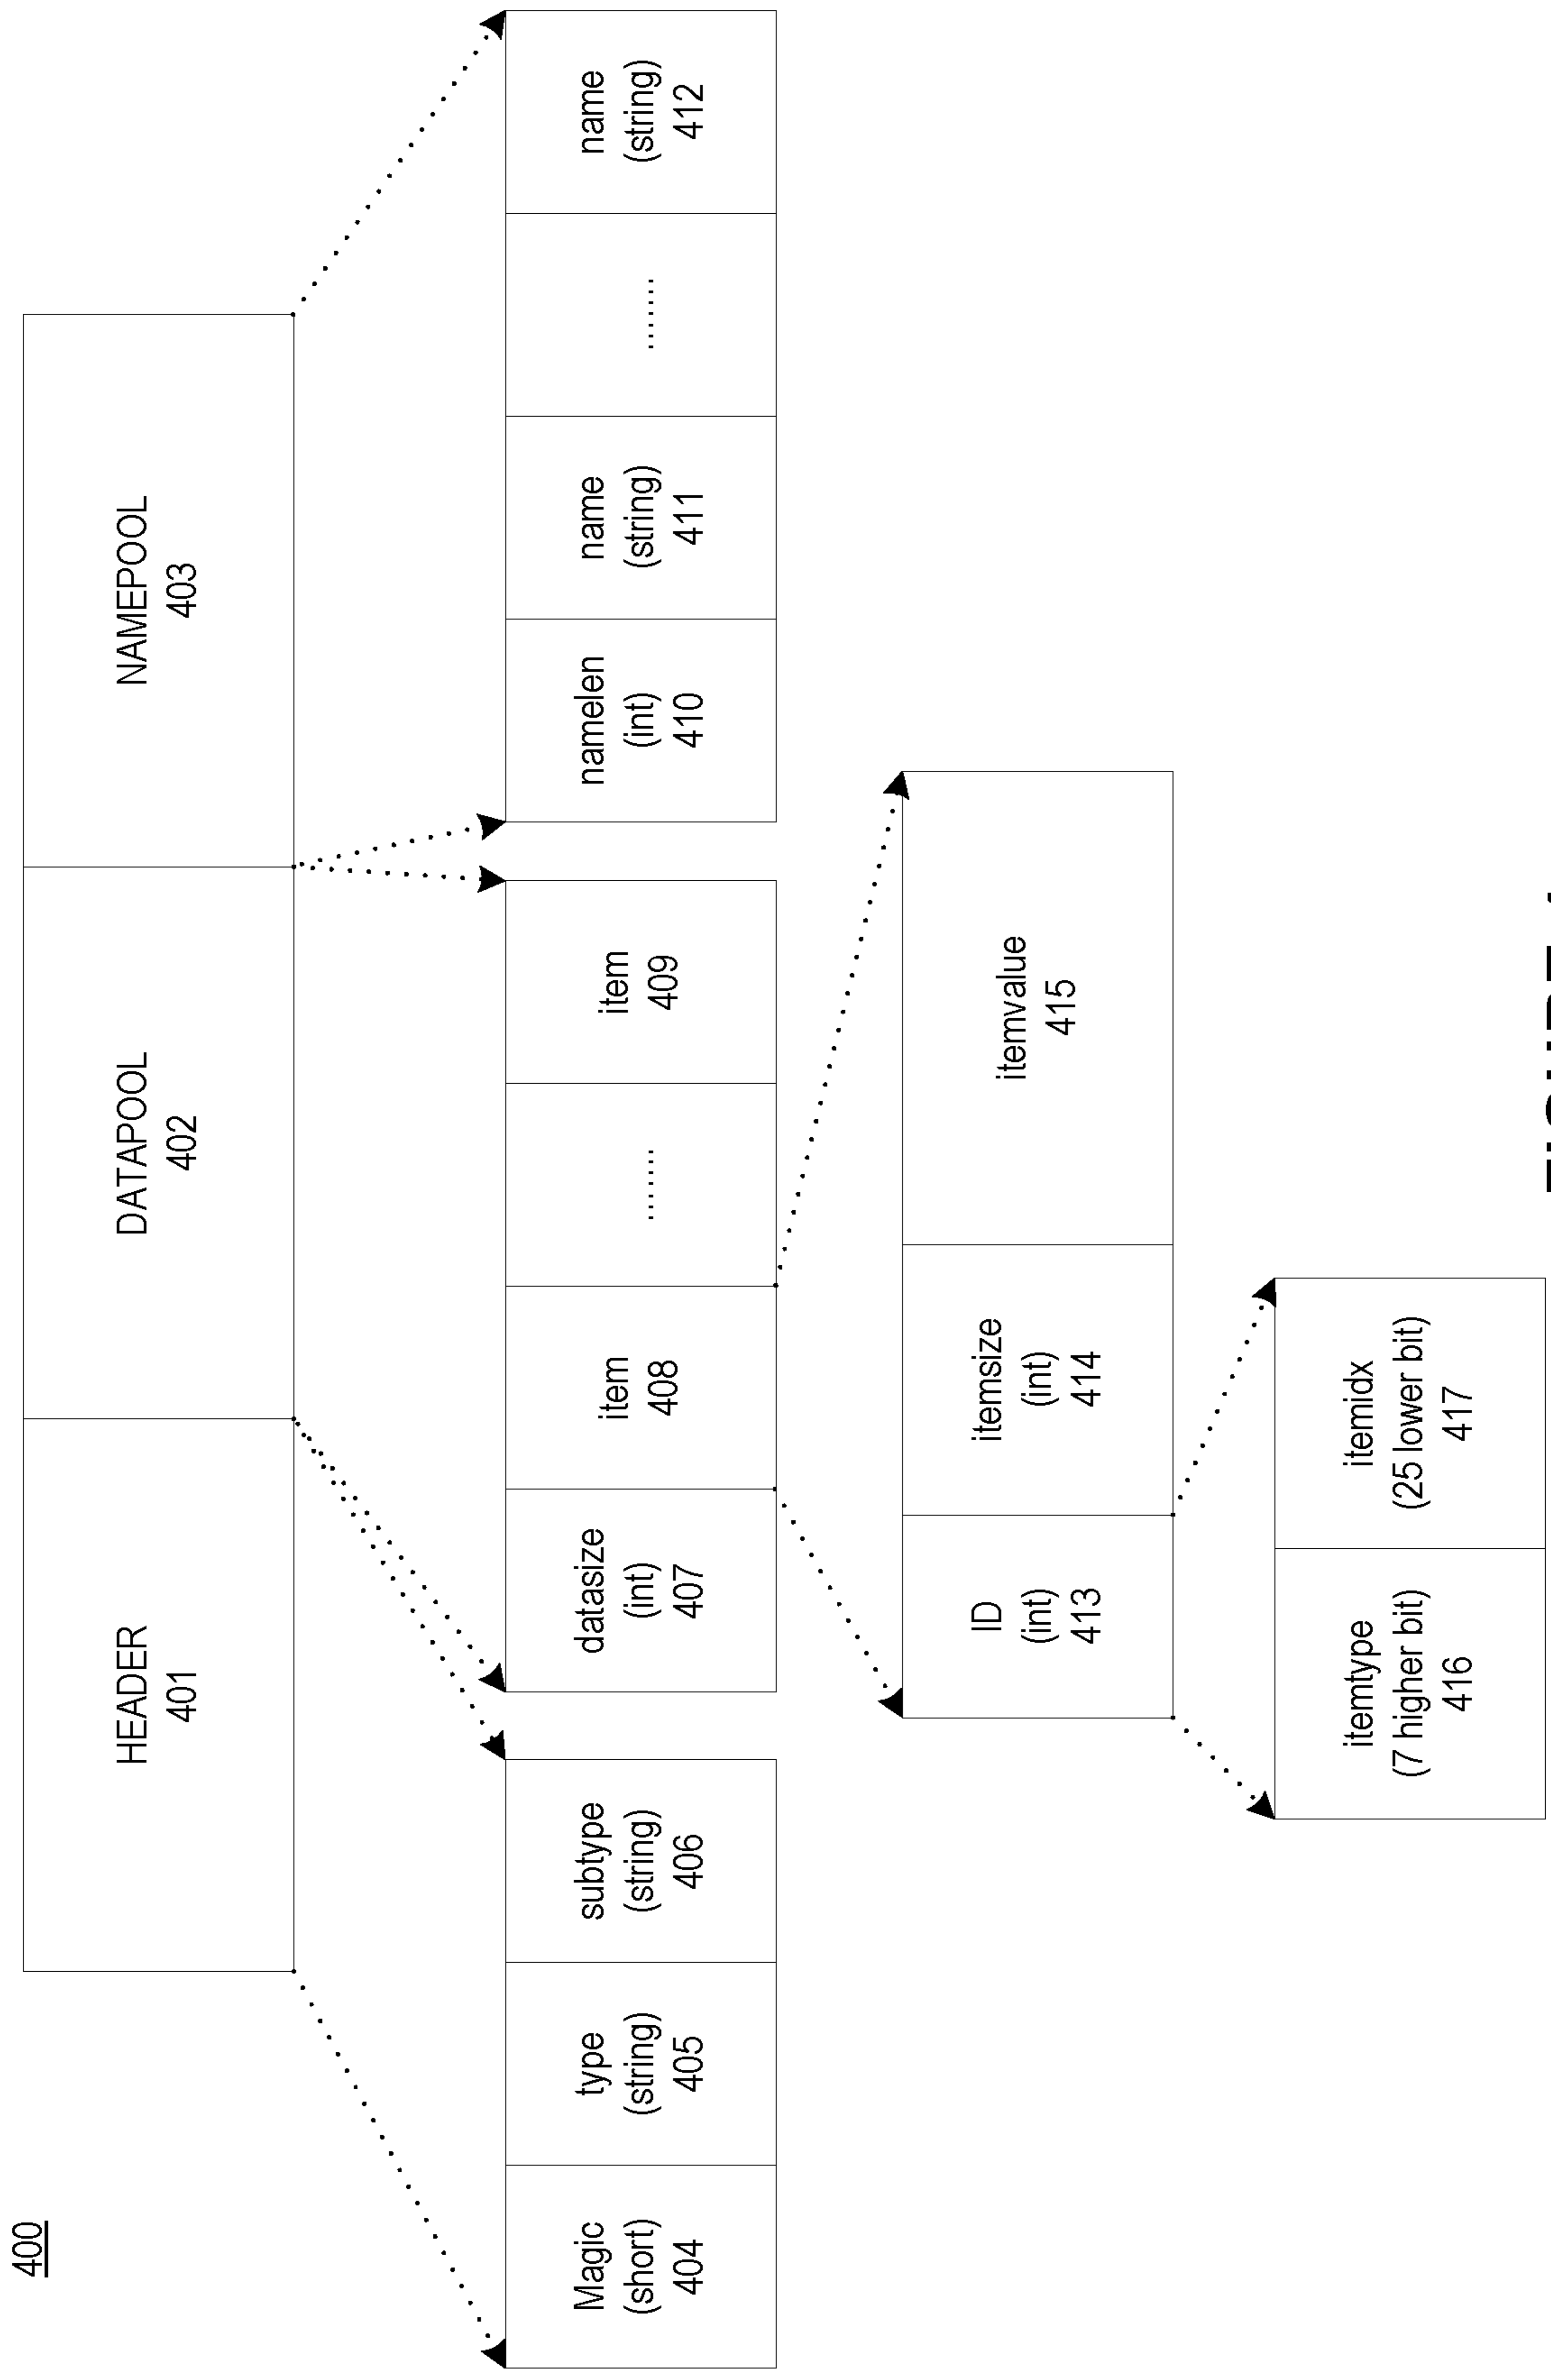 400
HEADER
401
DATAPOOL
402
NAMEPOOL
403
Magic
(short)
404
type
(string)
405
subtype
(string)
406
datasize
(int)
407
item
408
........
item
409
namelen
(int)
410
name
(string)
411
........
name
(string)
412
ID
(int)
413
itemsize
(int)
414
itemvalue
415
itemtype
(7 higher bit)
416
itemidx
(25 lower bit)
417